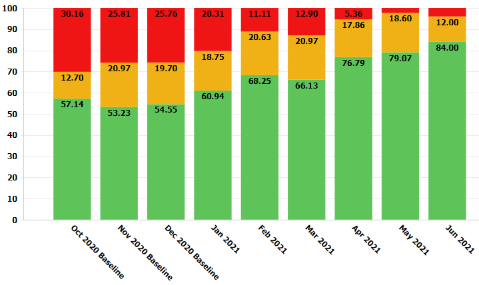 100
90
80
70
60
50
40
30
20
10
0
30.16 25.81 25.76 20.31 11.11 12.90 5.36
12.70 20.97 19.70 18.75 20.63 20.97 17.86 18.60 12.00
57.14 53.23 54.55 60.94 68.25 66.13 76.79 79.07 84.00
Oct 2020 Baseline
Nov 2020 Baseline
Dec 2020 Baseline
Jan 2021
Feb 2021
Mar 2021
Apr 2021
May 2021
Jun 2021